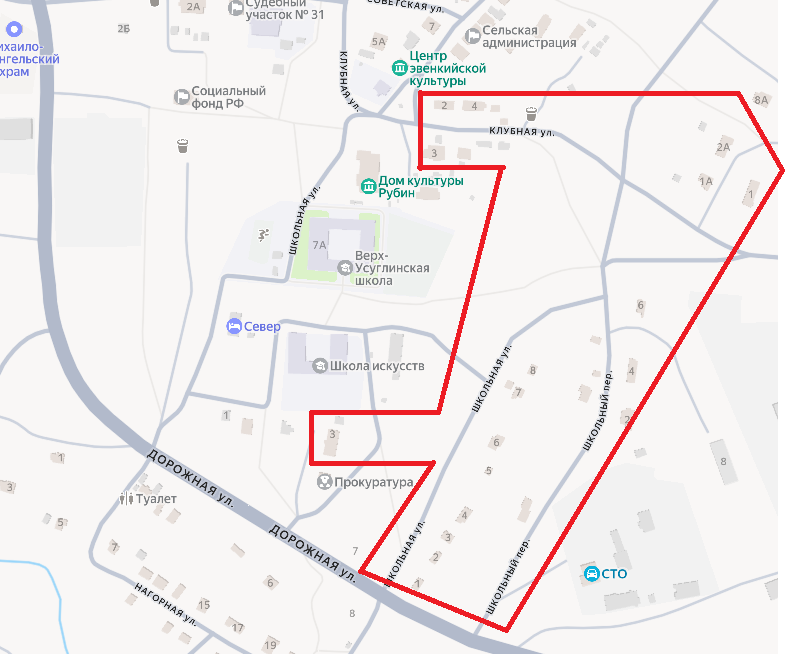 СОВЕТСКАЯ УЛ.
Судебный
участок № 31
2А
2Б
7
5А
Сельская
администрация
ихаило-
нгельский
храм
Центр
эвенкийской
культуры
КЛУБНАЯ УЛ.
Социальный
фонд РФ
2
4
8А
КЛУБНАЯ УЛ.
3
2А
1А
1
Дом культуры
Рубин
ШКОЛЬНАЯ УЛ.
7А
Верх-
Усуглинская
школа
6
Север
Школа искусств
8
7
4
ШКОЛЬНАЯ УЛ.
ШКОЛЬНЫЙ ПЕР.
1
3
2
6
1
8
5
3
ДОРОЖНАЯ УЛ.
Прокуратура
Туалет
5
4
3
ДОРОЖНАЯ УЛ.
7
7
2
ШКОЛЬНАЯ УЛ.
ШКОЛЬНЫЙ ПЕР.
СТО
6
1
НАГОРНАЯ УЛ.
15
8
17
19